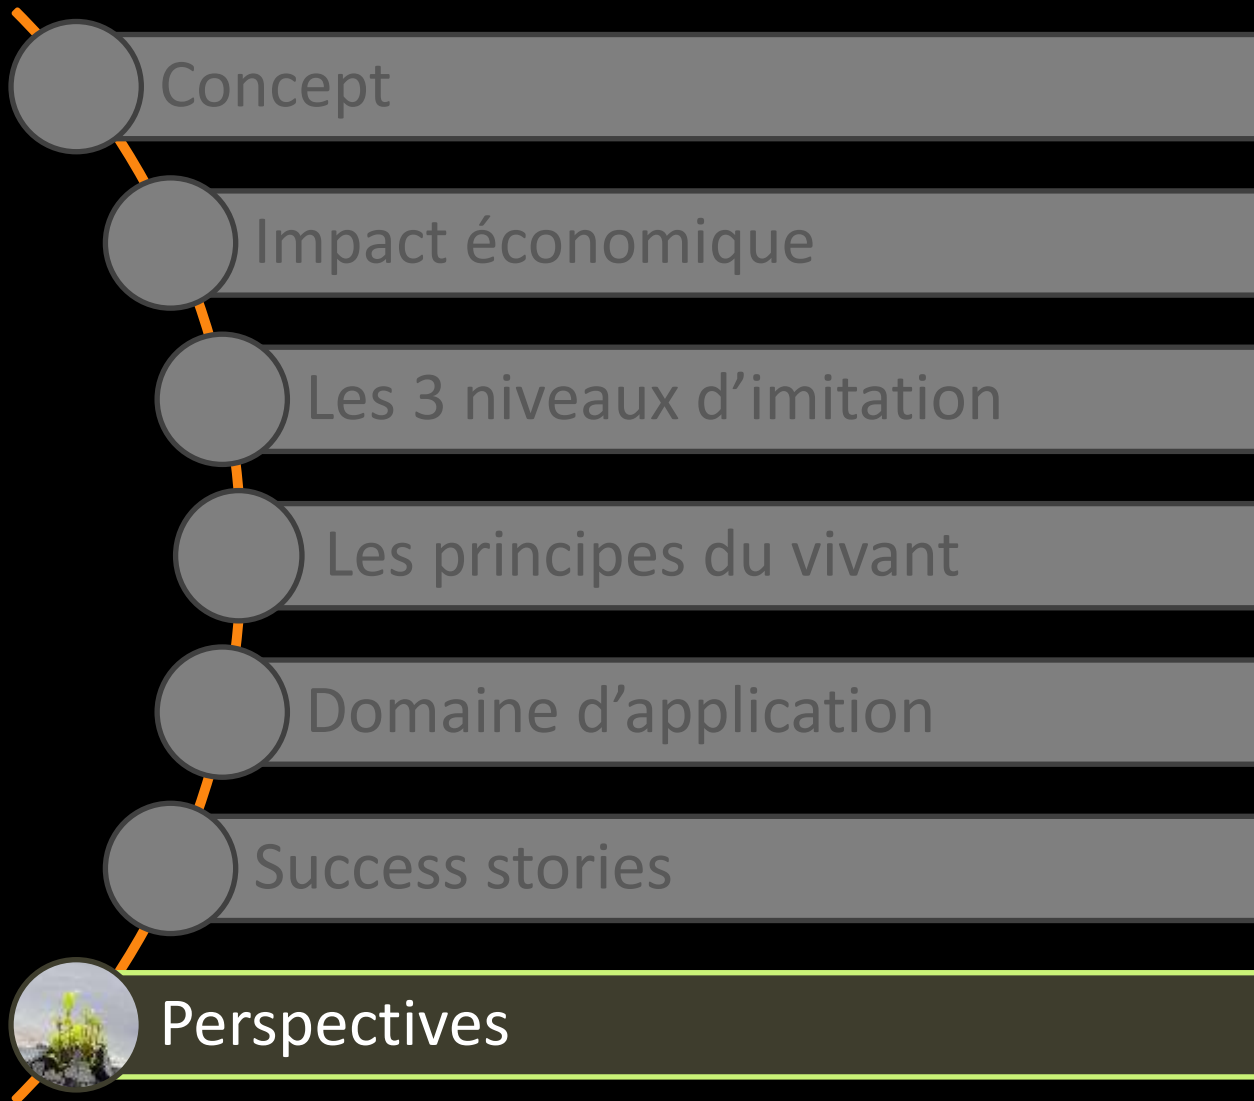 Concept
Impact économique
Les 3 niveaux d’imitation
Les principes du vivant
Domaine d’application
Success stories
Perspectives